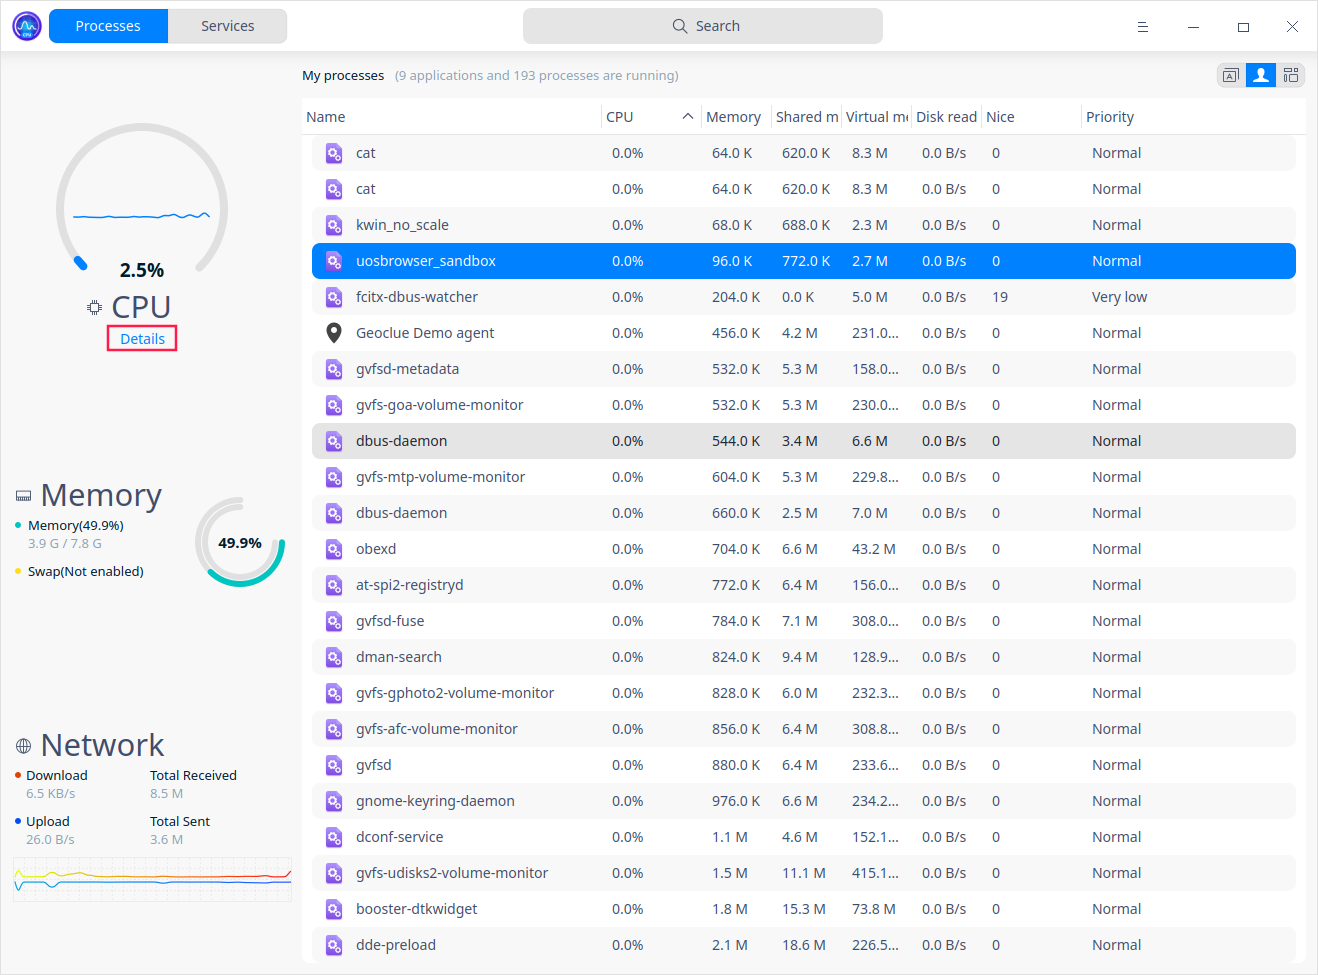 Processes Services Search
My processes (9 applications and 193 processes are running)
Name CPU Memory Shared m Virtual me Disk read Nice Priority
cat 0.0% 64.0 K 620.0 K 8.3 M 0.0 B/s 0 Normal
cat 0.0% 64.0 K 620.0 K 8.3 M 0.0 B/s 0 Normal
kwin_no_scale 0.0% 68.0 K 688.0 K 2.3 M 0.0 B/s 0 Normal
uosbrowser_sandbox 0.0% 96.0 K 772.0 K 2.7 M 0.0 B/s 0 Normal
fcitx-dbus-watcher 0.0% 204.0 K 0.0 K 5.0 M 0.0 B/s 19 Very low
Geoclue Demo agent 0.0% 456.0 K 4.2 M 231.0... 0.0 B/s 0 Normal
gvfsd-metadata 0.0% 532.0 K 5.3 M 158.0... 0.0 B/s 0 Normal
gvfs-goa-volume-monitor 0.0% 532.0 K 5.3 M 230.0... 0.0 B/s 0 Normal
dbus-daemon 0.0% 544.0 K 3.4 M 6.6 M 0.0 B/s 0 Normal
gvfs-mtp-volume-monitor 0.0% 604.0 K 5.3 M 229.8... 0.0 B/s 0 Normal
dbus-daemon 0.0% 660.0 K 2.5 M 7.0 M 0.0 B/s 0 Normal
obexd 0.0% 704.0 K 6.6 M 43.2 M 0.0 B/s 0 Normal
at-spi2-registryd 0.0% 772.0 K 6.4 M 156.0... 0.0 B/s 0 Normal
gvfsd-fuse 0.0% 784.0 K 7.1 M 308.0... 0.0 B/s 0 Normal
dman-search 0.0% 824.0 K 9.4 M 128.9... 0.0 B/s 0 Normal
gvfs-gphoto2-volume-monitor 0.0% 828.0 K 6.0 M 232.3... 0.0 B/s 0 Normal
gvfs-afc-volume-monitor 0.0% 856.0 K 6.4 M 308.8... 0.0 B/s 0 Normal
gvfsd 0.0% 880.0 K 6.4 M 233.6... 0.0 B/s 0 Normal
gnome-keyring-daemon 0.0% 976.0 K 6.6 M 234.2... 0.0 B/s 0 Normal
dconf-service 0.0% 1.1 M 4.6 M 152.1... 0.0 B/s 0 Normal
gvfs-udisks2-volume-monitor 0.0% 1.5 M 11.1 M 415.1... 0.0 B/s 0 Normal
booster-dtkwidget 0.0% 1.8 M 15.3 M 73.8 M 0.0 B/s 0 Normal
dde-preload 0.0% 2.1 M 18.6 M 226.5... 0.0 B/s 0 Normal
2.5%
CPU
Details
Memory
Memory(49.9%)
3.9 G / 7.8 G
Swap(Not enabled)
49.9%
Network
Download Total Received
6.5 KB/s 8.5 M
Upload Total Sent
26.0 B/s 3.6 M